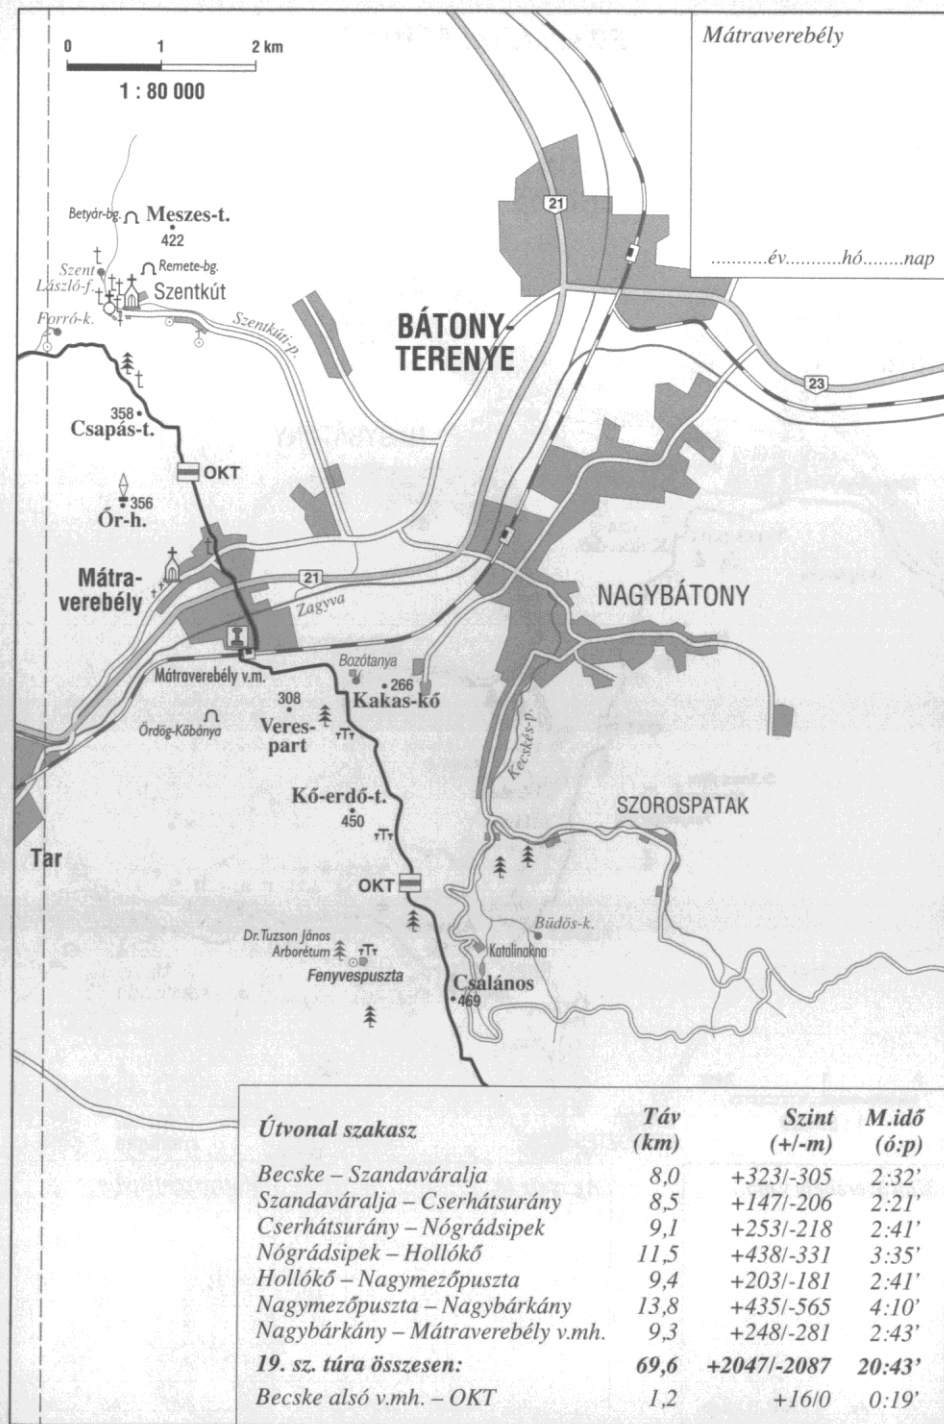 0 1 2 km
1 : 80 000
Mátraverebély
..........év..........hó........nap
21
Betyár-bg.
Meszes-t.
422
Remete-bg.
Szent
László-f.
Szentkút
Forró-k.
Szentkúti-p.
BÁTONY-
TERENYE
23
358
Csapás-t.
OKT
356
Őr-h.
Mátra-
verebély
21
Zagyva
NAGYBÁTONY
Mátraverebély v.m.
Bozótanya
266
Kakas-kő
308
Veres-
part
Ördög-Kőbánya
Kecskés-p.
Kő-erdő-t.
450
SZOROSPATAK
Tar
OKT
Dr.Tuzson János
Arborétum
Fenyvespuszta
Büdös-k.
Katalinakna
Csalános
469
Útvonal szakasz Táv Szint M.idő
(km) (+/-m) (ó:p)
Becske – Szandaváralja 8,0 +323/-305 2:32’
Szandaváralja – Cserhátsurány 8,5 +147/-206 2:21’
Cserhátsurány – Nógrádsipek 9,1 +253/-218 2:41’
Nógrádsipek – Hollókő 11,5 +438/-331 3:35’
Hollókő – Nagymezőpuszta 9,4 +203/-181 2:41’
Nagymezőpuszta – Nagybárkány 13,8 +435/-565 4:10’
Nagybárkány – Mátraverebély v.mh. 9,3 +248/-281 2:43’
19. sz. túra összesen: 69,6 +2047/-2087 20:43’
Becske alsó v.mh. – OKT 1,2 +16/0 0:19’